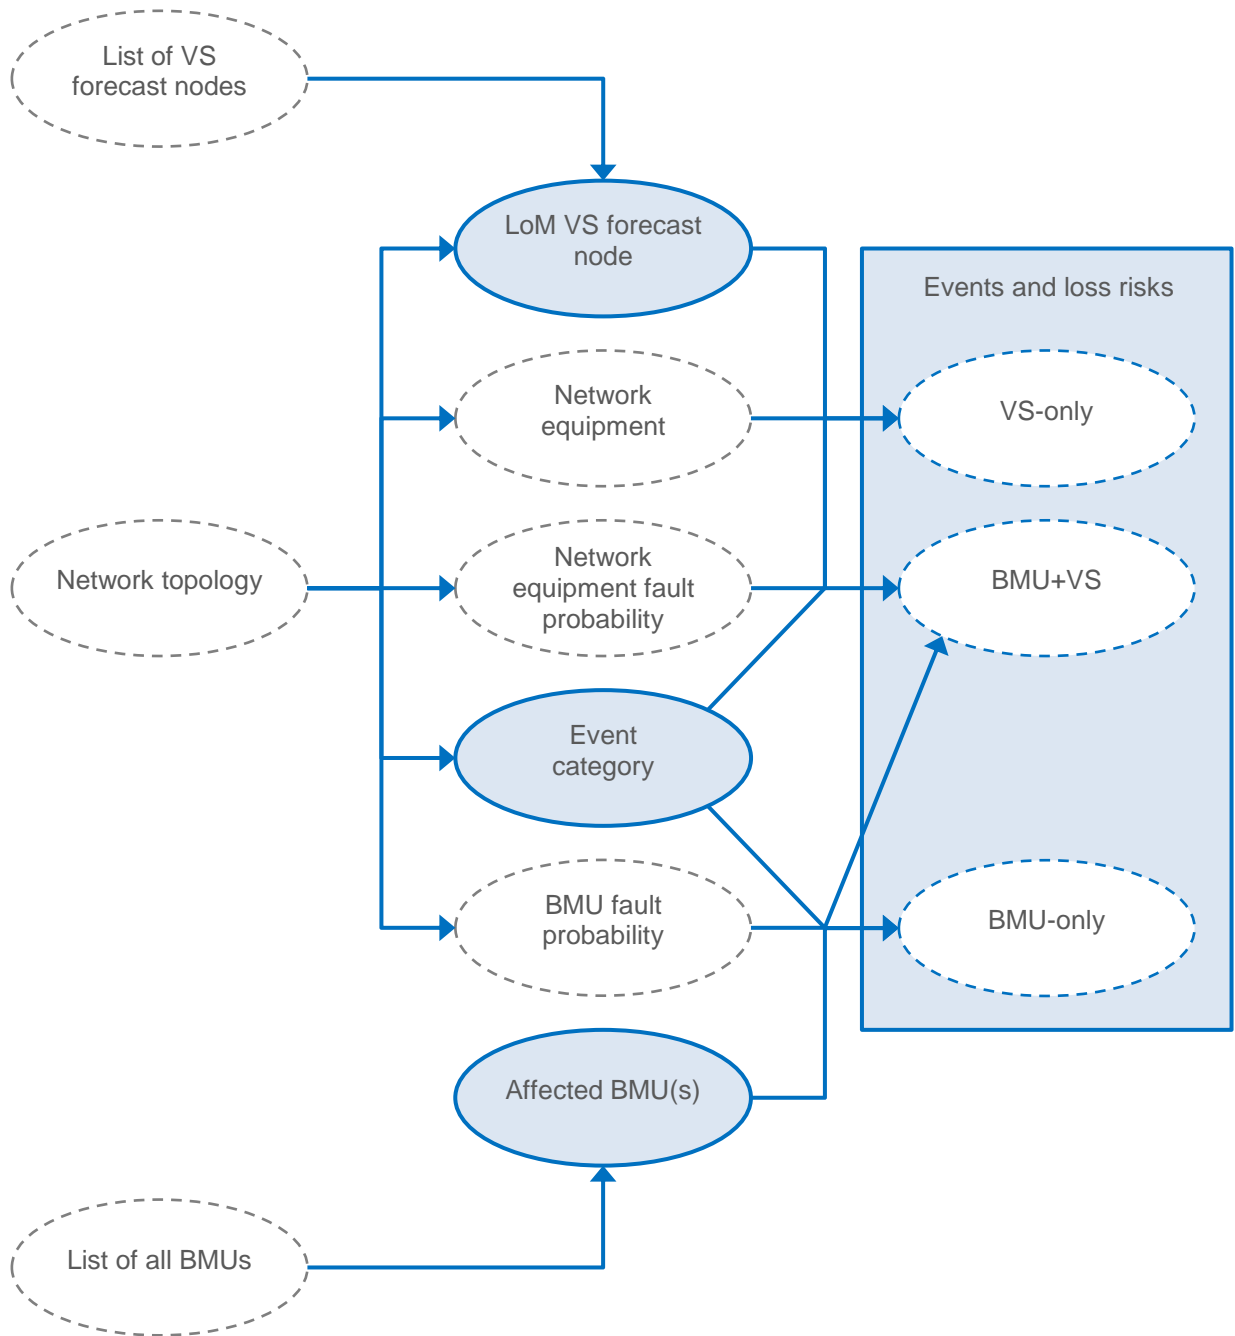 List of VS
forecast nodes
LoM VS forecast
node
Events and loss risks
Network
equipment
VS-only
Network topology
Network
equipment fault
probability
BMU+VS
Event
category
BMU fault
probability
BMU-only
Affected BMU(s)
List of all BMUs